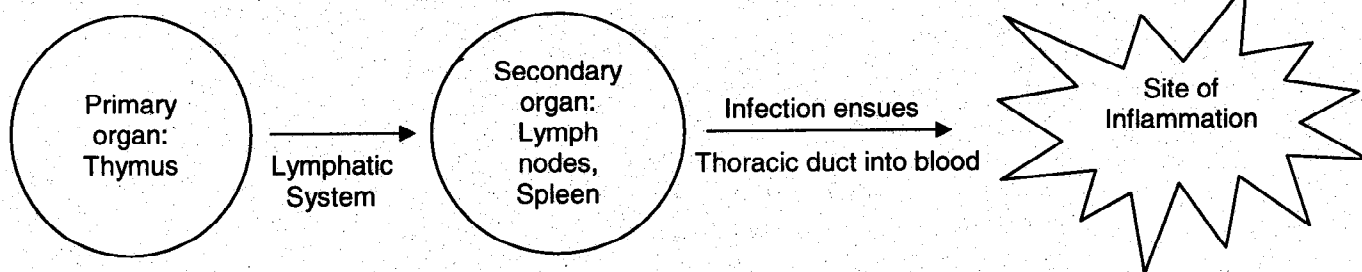 Primary
organ:
Thymus
Lymphatic
System
Secondary
organ:
Lymph
nodes,
Spleen
Infection ensues
Thoracic duct into blood
Site of
Inflammation